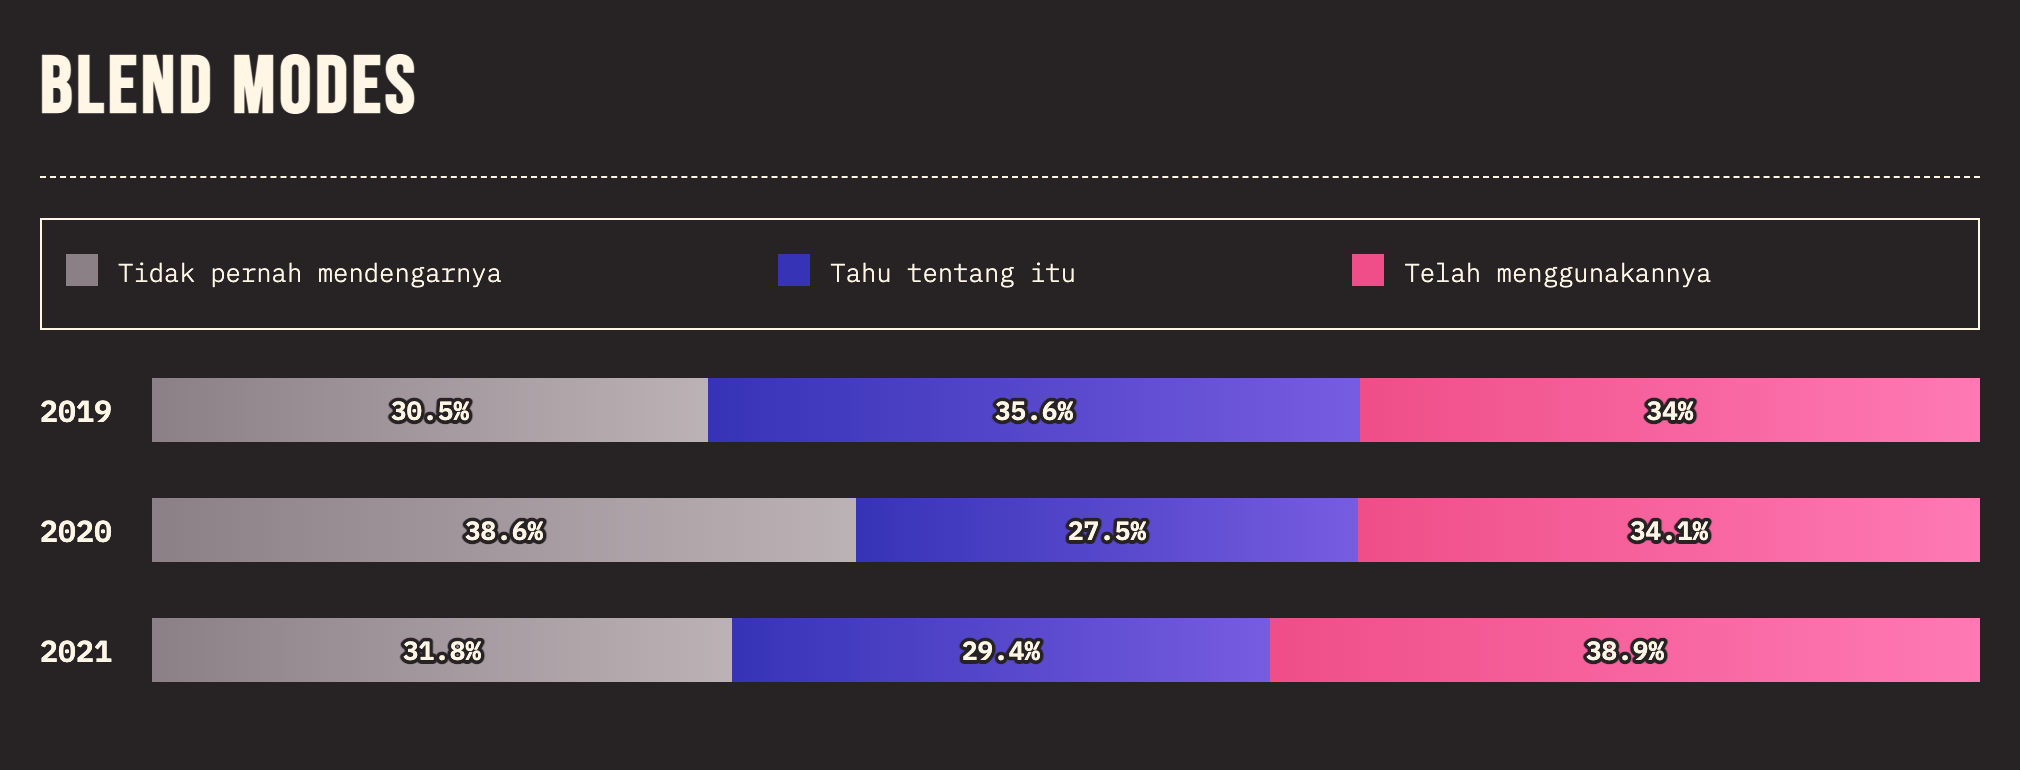 BLEND MODES
Tidak pernah mendengarnya
Tahu tentang itu
Telah menggunakannya
2019 30.5% 35.6% 34%
2020 38.6% 27.5% 34.1%
2021 31.8% 29.4% 38.9%